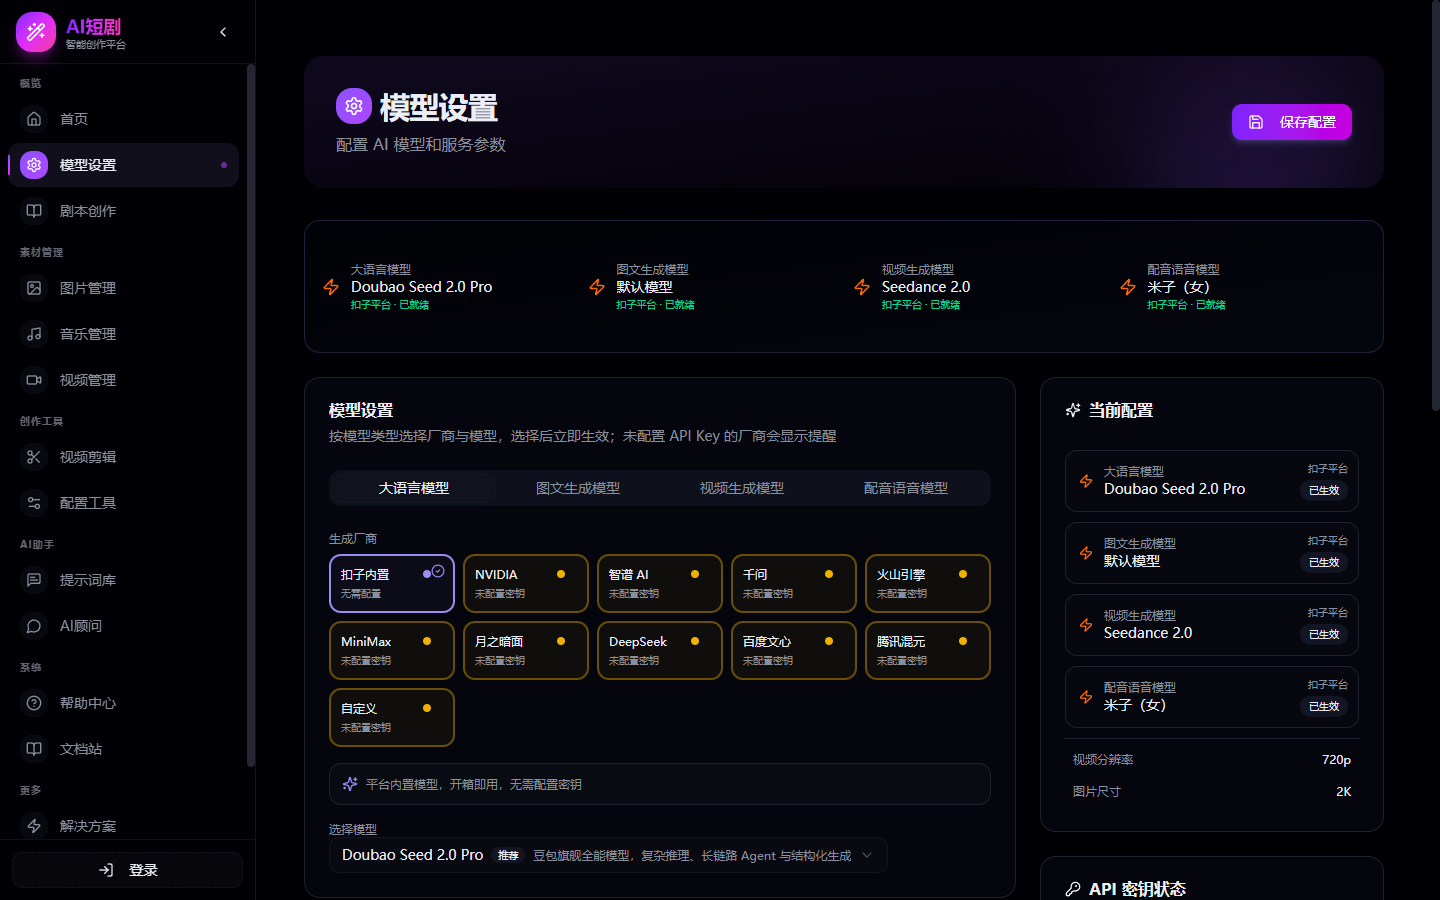 AI短剧
智能创作平台
概览
首页
模型设置
剧本创作
素材管理
图片管理
音乐管理
视频管理
创作工具
视频剪辑
配置工具
AI助手
提示词库
AI顾问
系统
帮助中心
文档站
更多
解决方案
登录
模型设置
配置 AI 模型和服务参数
保存配置
大语言模型
Doubao Seed 2.0 Pro
扣子平台 · 已就绪
图文生成模型
默认模型
扣子平台 · 已就绪
视频生成模型
Seedance 2.0
扣子平台 · 已就绪
配音语音模型
米子（女）
扣子平台 · 已就绪
模型设置
按模型类型选择厂商与模型，选择后立即生效；未配置 API Key 的厂商会显示提醒
大语言模型 图文生成模型 视频生成模型 配音语音模型
生成厂商
扣子内置
无需配置
NVIDIA
未配置密钥
智谱 AI
未配置密钥
千问
未配置密钥
火山引擎
未配置密钥
MiniMax
未配置密钥
月之暗面
未配置密钥
DeepSeek
未配置密钥
百度文心
未配置密钥
腾讯混元
未配置密钥
自定义
未配置密钥
平台内置模型，开箱即用，无需配置密钥
选择模型
Doubao Seed 2.0 Pro 推荐 豆包旗舰全能模型，复杂推理、长链路 Agent 与结构化生成
当前配置
大语言模型
Doubao Seed 2.0 Pro
扣子平台
已生效
图文生成模型
默认模型
扣子平台
已生效
视频生成模型
Seedance 2.0
扣子平台
已生效
配音语音模型
米子（女）
扣子平台
已生效
视频分辨率 720p
图片尺寸 2K
API 密钥状态